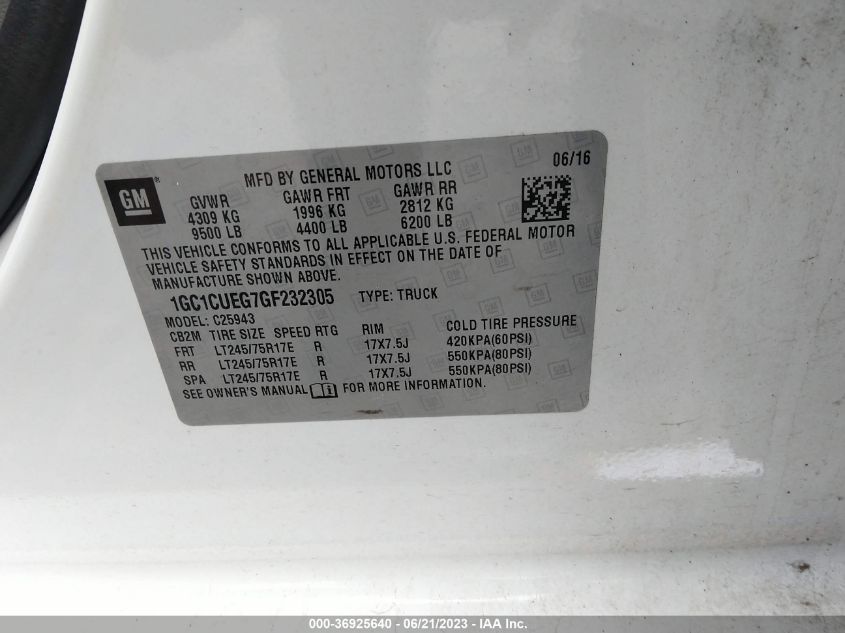 GM ®
MFD BY GENERAL MOTORS LLC 06/16
GVWR GAWR FRT GAWR RR
4309 KG 1996 KG 2812 KG
9500 LB 4400 LB 6200 LB
THIS VEHICLE CONFORMS TO ALL APPLICABLE U.S. FEDERAL MOTOR
VEHICLE SAFETY STANDARDS IN EFFECT ON THE DATE OF
MANUFACTURE SHOWN ABOVE.
1GC1CUEG7GF232305 TYPE: TRUCK
MODEL: C25943
CB2M TIRE SIZE SPEED RTG RIM COLD TIRE PRESSURE
FRT LT245/75R17E R 17X7.5J 420KPA(60PSI)
RR LT245/75R17E R 17X7.5J 550KPA(80PSI)
SPA LT245/75R17E R 17X7.5J 550KPA(80PSI)
SEE OWNER'S MANUAL FOR MORE INFORMATION.
000-36925640 - 06/21/2023 - IAA Inc.